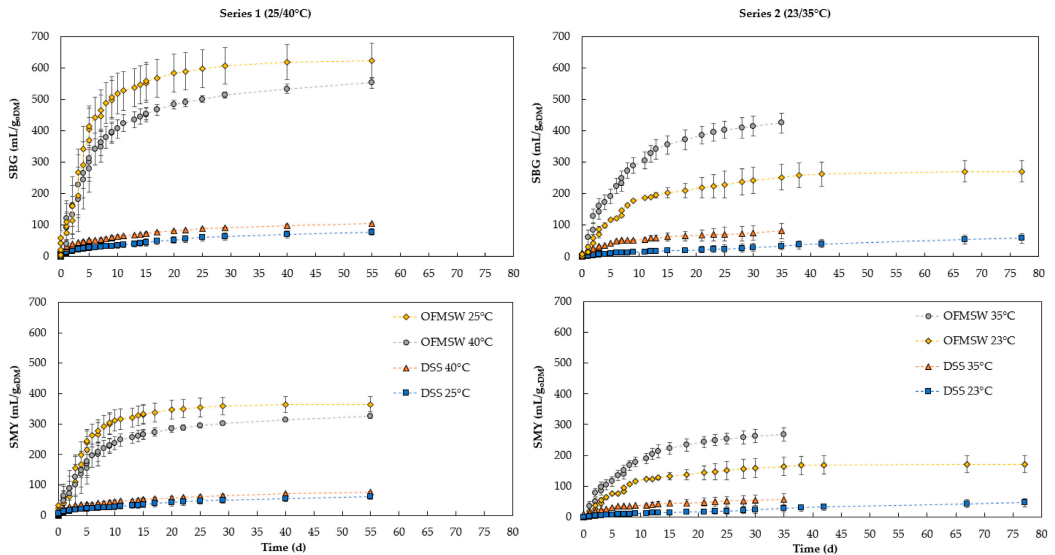 Series 1 (25/40°C)
Series 2 (23/35°C)
SBG (mL/goDM)
700
600
500
400
300
200
100
0
0 5 10 15 20 25 30 35 40 45 50 55 60 65 70 75 80
SBG (mL/goDM)
700
600
500
400
300
200
100
0
0 5 10 15 20 25 30 35 40 45 50 55 60 65 70 75 80
SMY (mL/goDM)
700
600
500
400
300
200
100
0
OFMSW 25°C
OFMSW 40°C
DSS 40°C
DSS 25°C
0 5 10 15 20 25 30 35 40 45 50 55 60 65 70 75 80
Time (d)
SMY (mL/goDM)
700
600
500
400
300
200
100
0
OFMSW 35°C
OFMSW 23°C
DSS 35°C
DSS 23°C
0 5 10 15 20 25 30 35 40 45 50 55 60 65 70 75 80
Time (d)